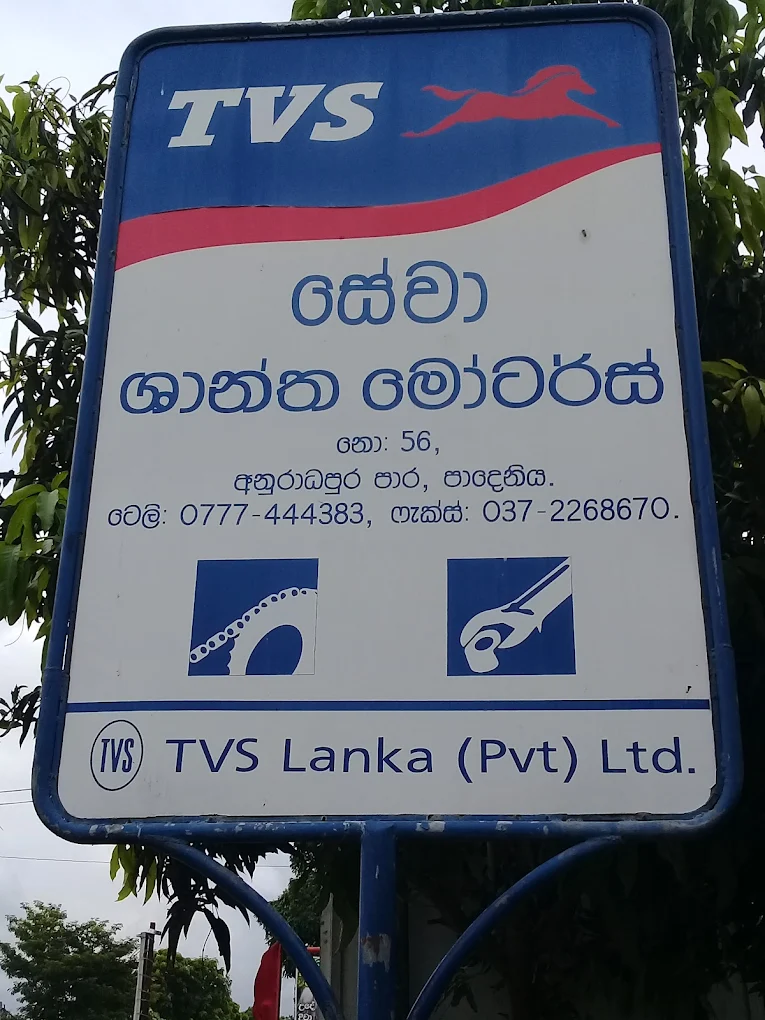 TVS
සේවා
ශාන්ත මෝටර්ස්
නො: 56,
අනුරාධපුර පාර, පාදෙනිය.
ටෙලි: 0777-444383, ෆැක්ස්: 037-2268670.
TVS TVS Lanka (Pvt) Ltd.